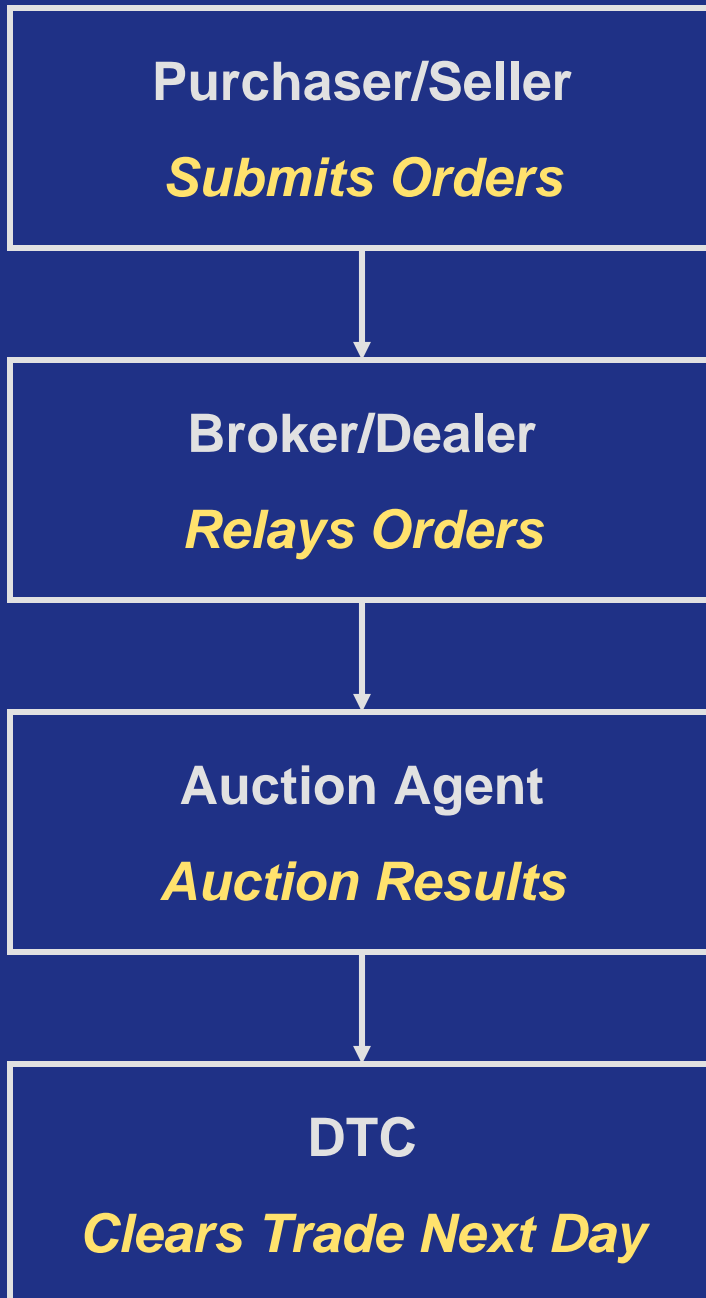 Purchaser/Seller
Submits Orders
Broker/Dealer
Relays Orders
Auction Agent
Auction Results
DTC
Clears Trade Next Day